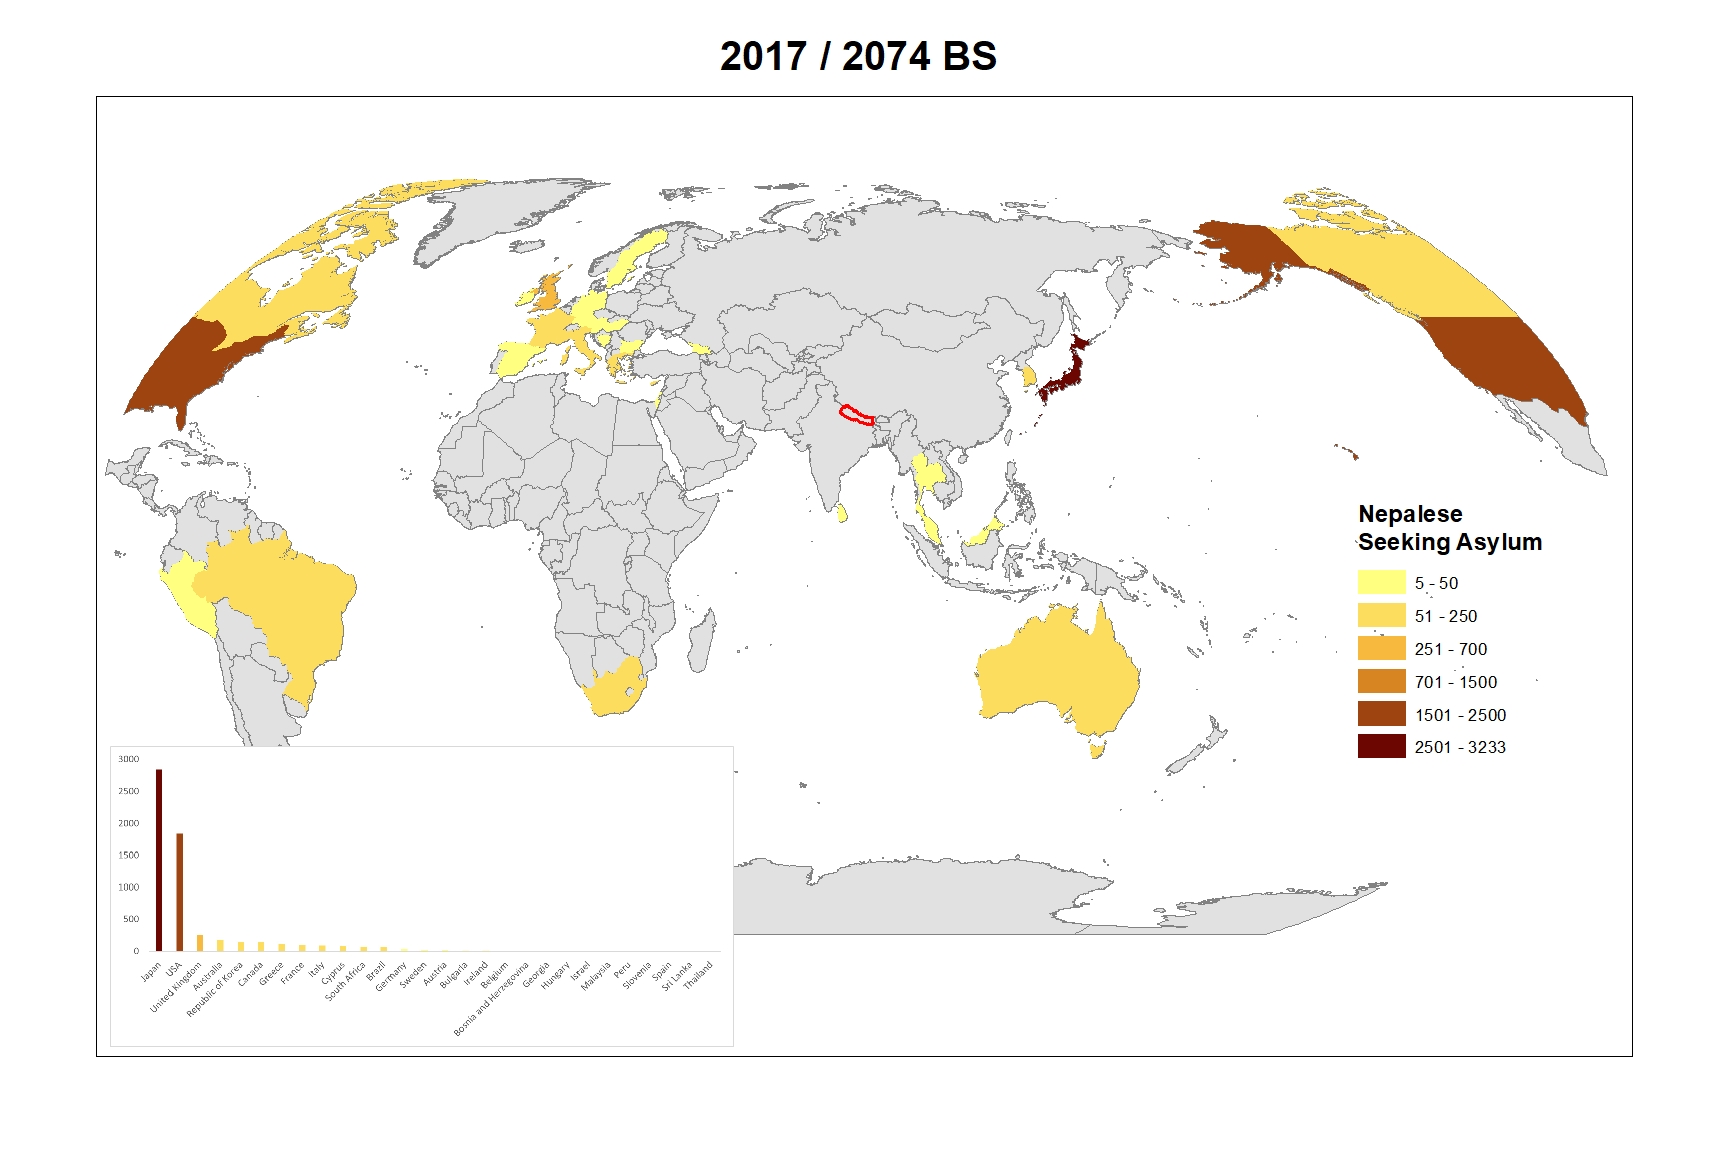 2017 / 2074 BS
Nepalese
Seeking Asylum
5 - 50
51 - 250
251 - 700
701 - 1500
1501 - 2500
2501 - 3233
3000
2500
2000
1500
1000
500
0
Japan
USA
United Kingdom
Australia
Republic of Korea
Canada
Greece
France
Italy
Cyprus
South Africa
Brazil
Germany
Sweden
Austria
Bulgaria
Ireland
Belgium
Bosnia and Herzegovina
Georgia
Hungary
Israel
Malaysia
Peru
Slovenia
Spain
Sri Lanka
Thailand